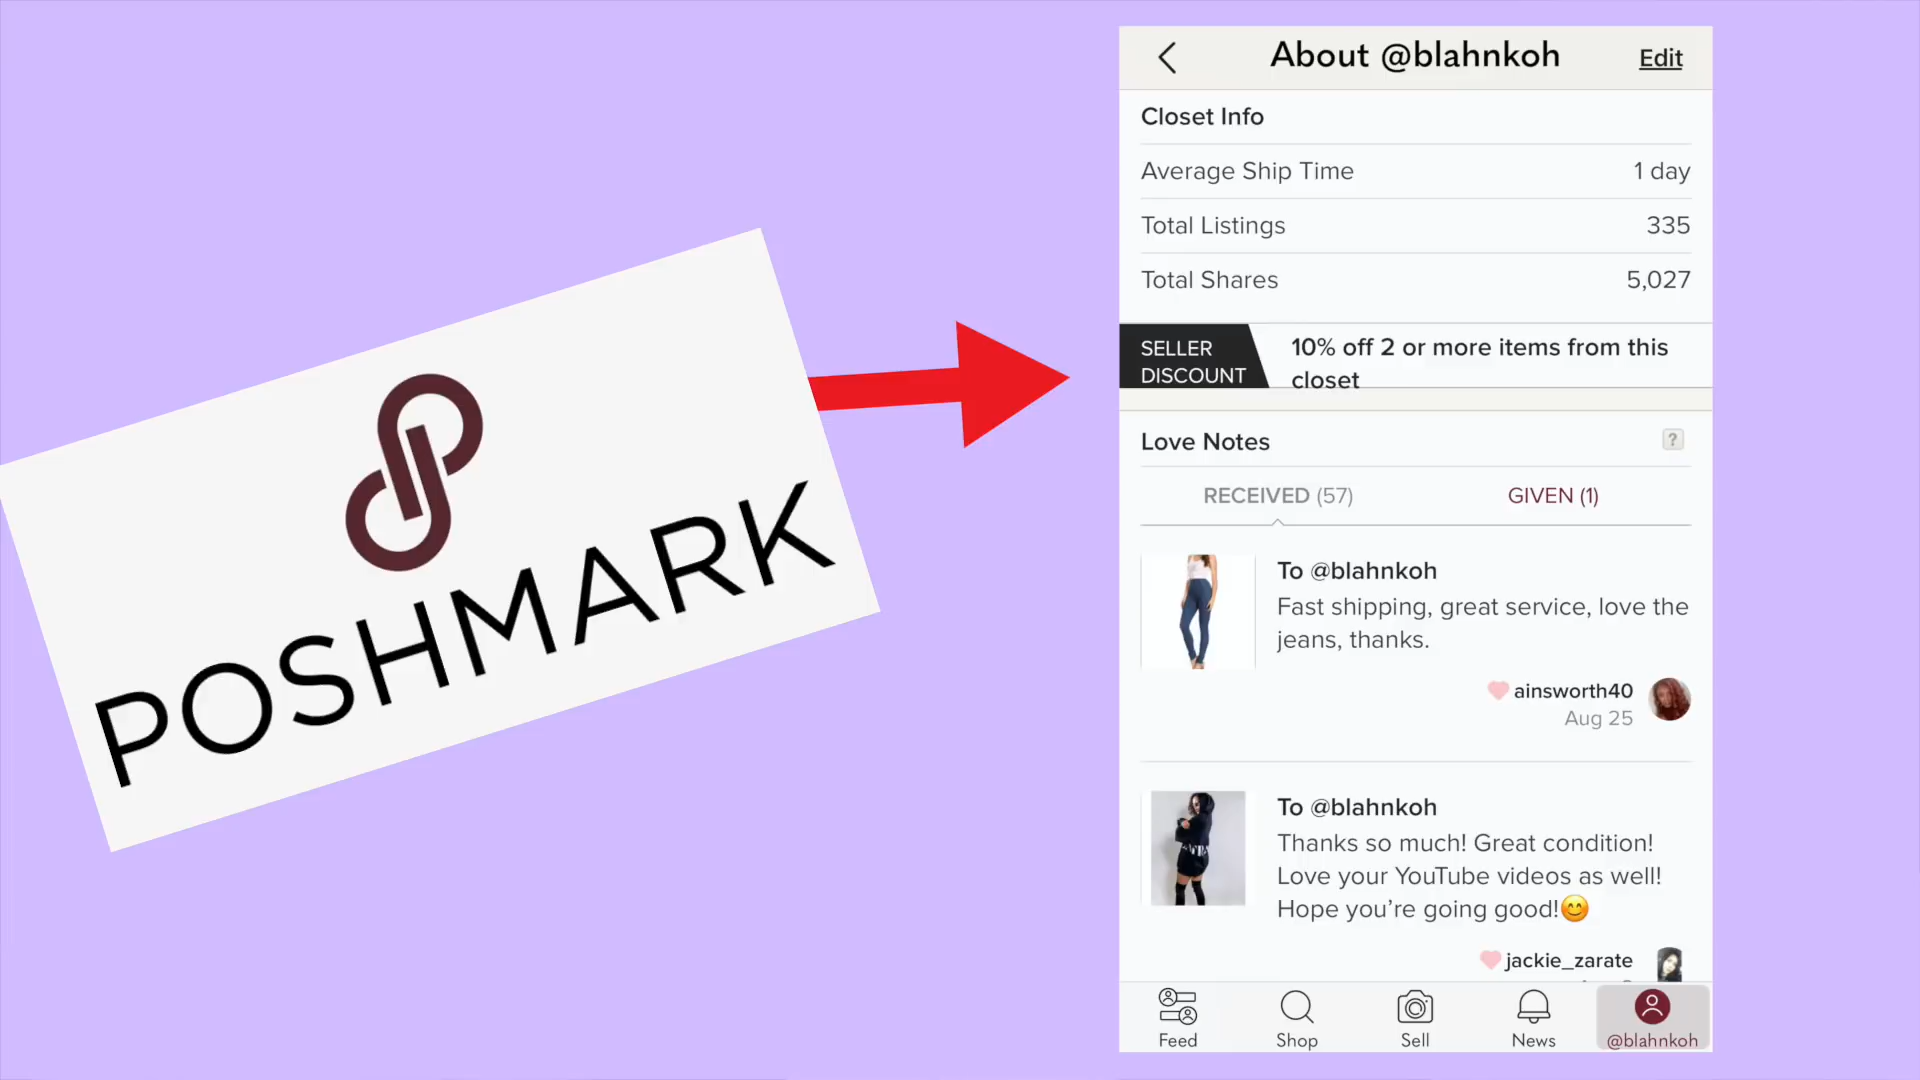 POSHMARK
About @blahnkoh
Edit
Closet Info
Average Ship Time 1 day
Total Listings 335
Total Shares 5,027
SELLER
DISCOUNT
10% off 2 or more items from this
closet
Love Notes
?
RECEIVED (57)
GIVEN (1)
To @blahnkoh
Fast shipping, great service, love the
jeans, thanks.
ainsworth40
Aug 25
To @blahnkoh
Thanks so much! Great condition!
Love your YouTube videos as well!
Hope you’re going good!😊
jackie_zarate
Feed
Shop
Sell
News
@blahnkoh